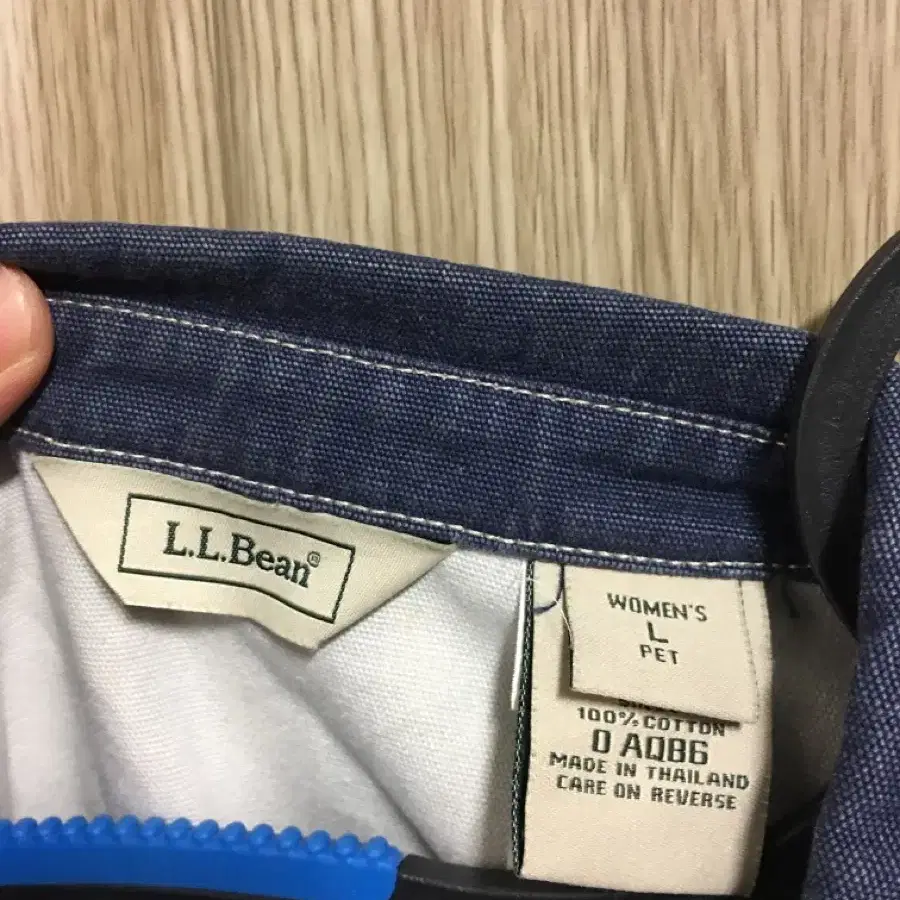 L.L.Bean®
WOMEN'S
L
PET
100% COTTON
0 AQ86
MADE IN THAILAND
CARE ON REVERSE